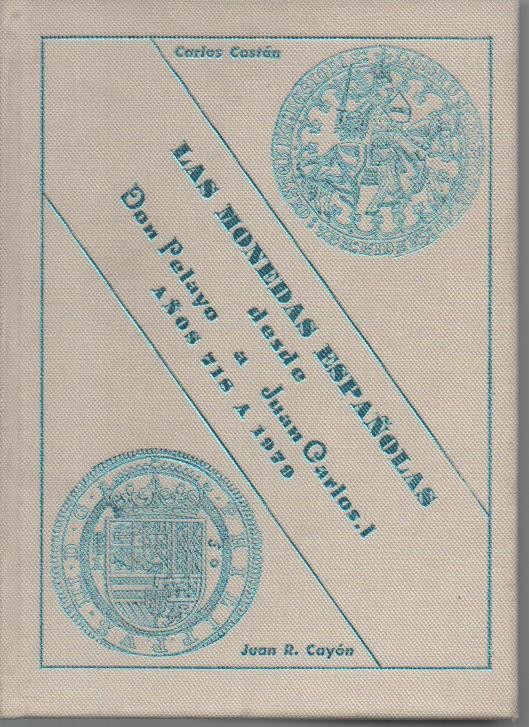 Carlos Castán
LAS MONEDAS ESPAÑOLAS
desde
Don Pelayo a Juan Carlos.I
AÑOS 718 A 1979
Juan R. Cayón